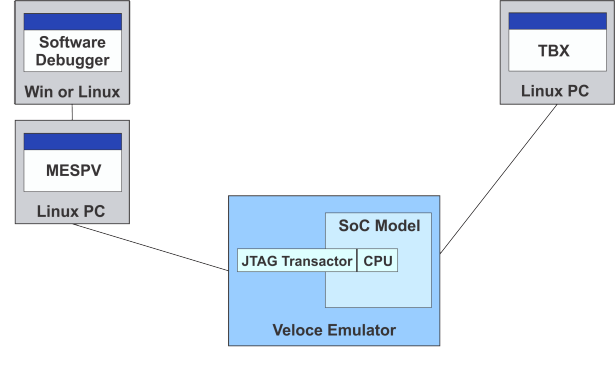 Software
Debugger
Win or Linux
MESPV
Linux PC
TBX
Linux PC
SoC Model
JTAG Transactor
CPU
Veloce Emulator